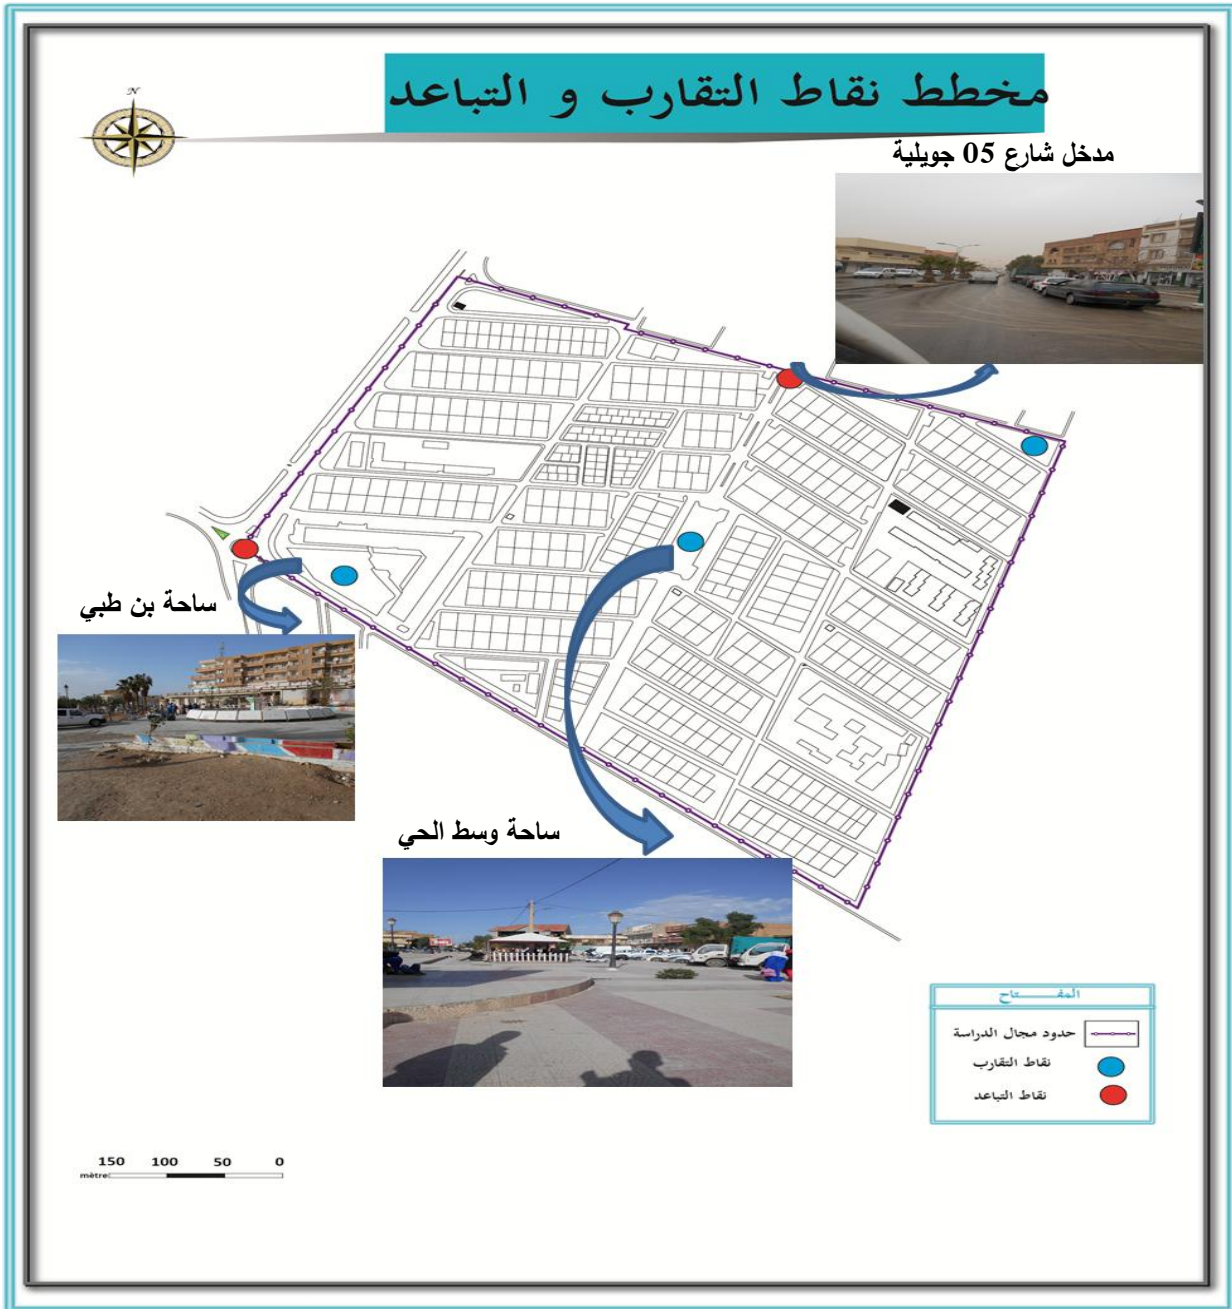 مخطط نقاط التقارب و التباعد
N
مدخل شارع 05 جويلية
ساحة بن طبي
ساحة وسط الحي
المفـــــــتاح
حدود مجال الدراسة
نقاط التقارب
نقاط التباعد
150 100 50 0
mètre